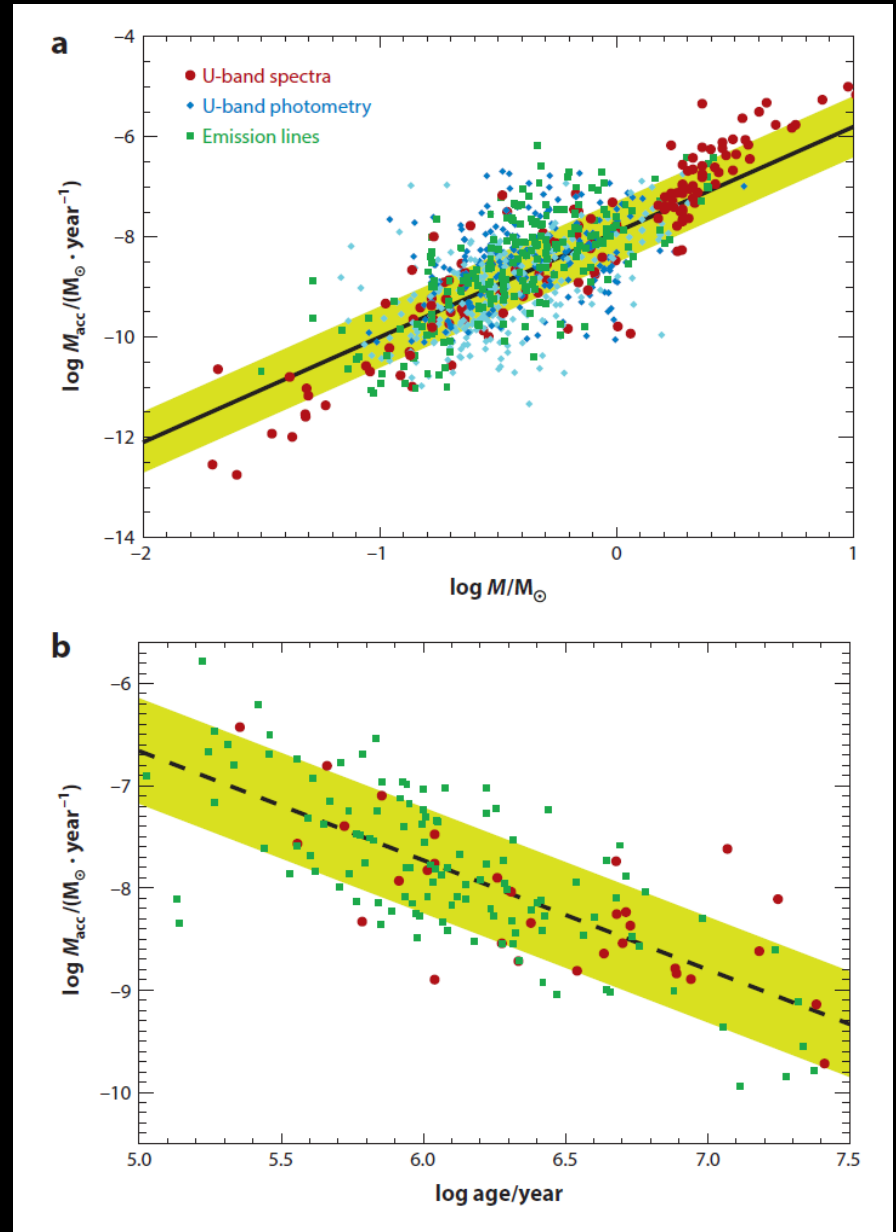 a
−4
−6
−8
−10
−12
−14
−2
−1
0
1
U-band spectra
U-band photometry
Emission lines
log M_acc/(M⊙ · year⁻¹)
log M/M⊙
b
−6
−7
−8
−9
−10
5.0
5.5
6.0
6.5
7.0
7.5
log M_acc/(M⊙ · year⁻¹)
log age/year